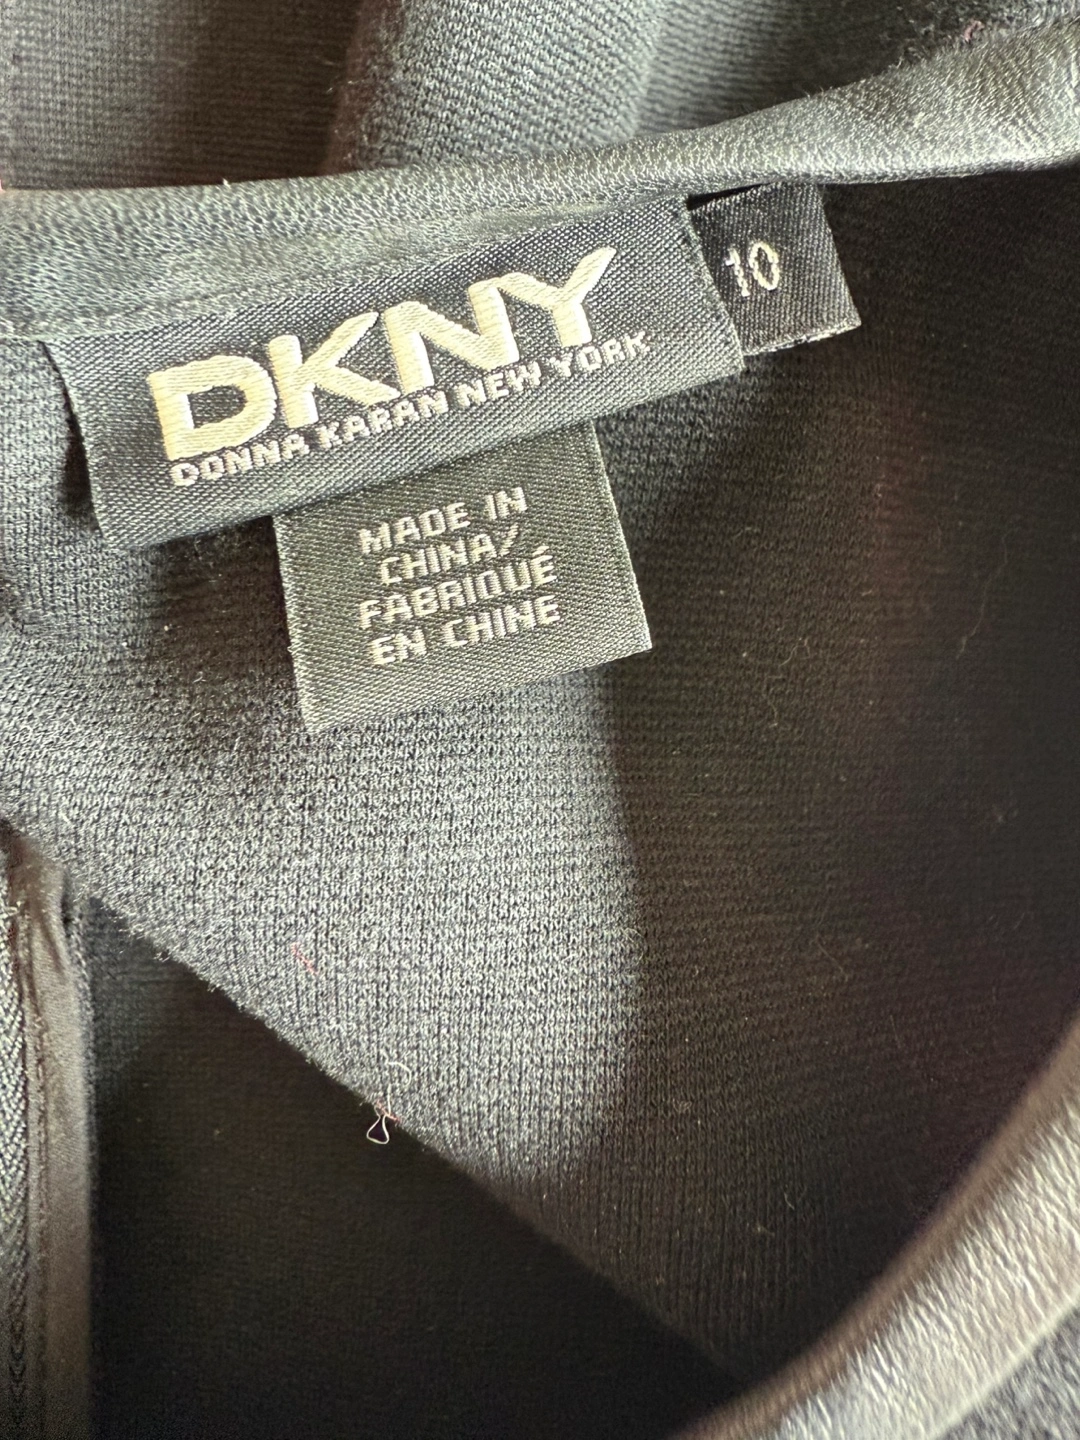 DKNY
DONNA KARAN NEW YORK
10
MADE IN
CHINA/
FABRIQUÉ
EN CHINE